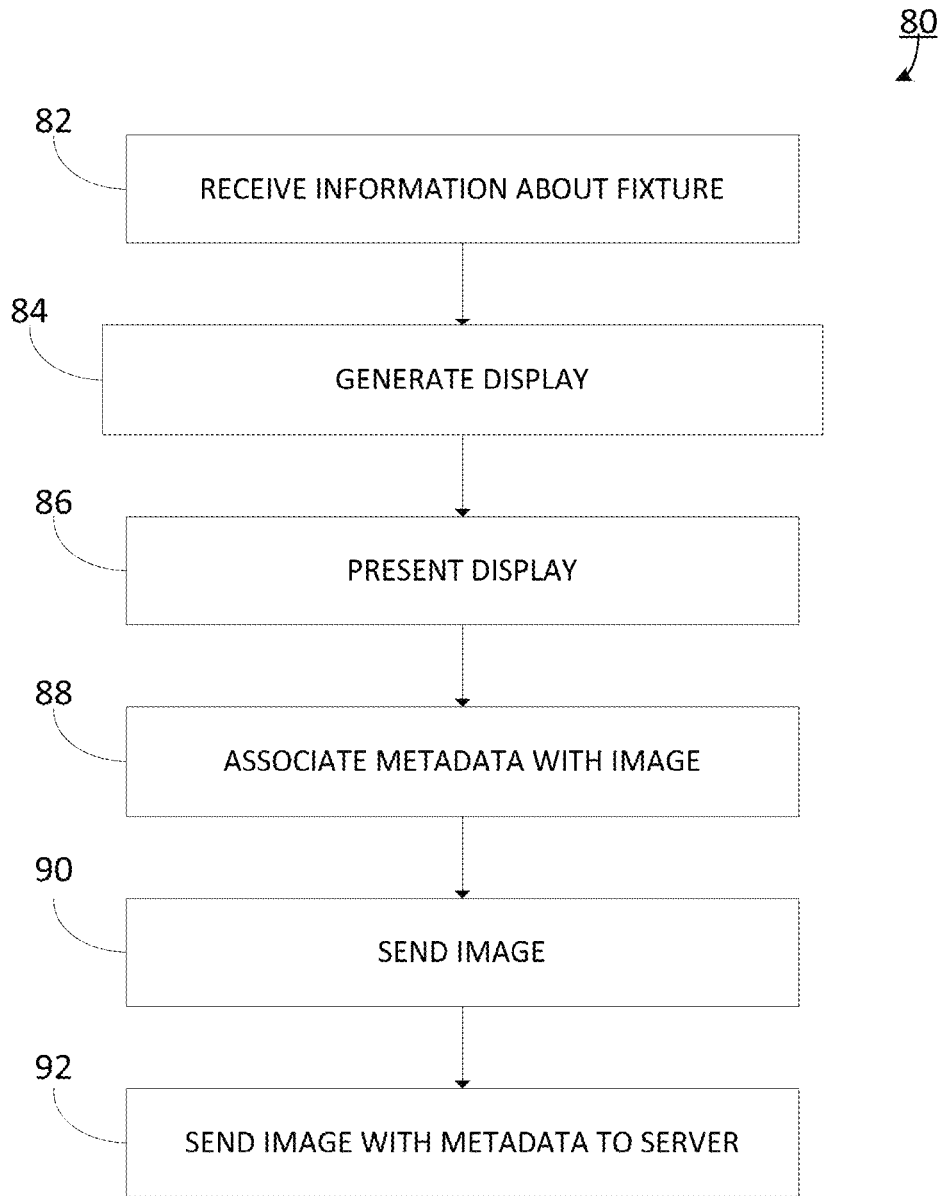 80
82
RECEIVE INFORMATION ABOUT FIXTURE
84
GENERATE DISPLAY
86
PRESENT DISPLAY
88
ASSOCIATE METADATA WITH IMAGE
90
SEND IMAGE
92
SEND IMAGE WITH METADATA TO SERVER